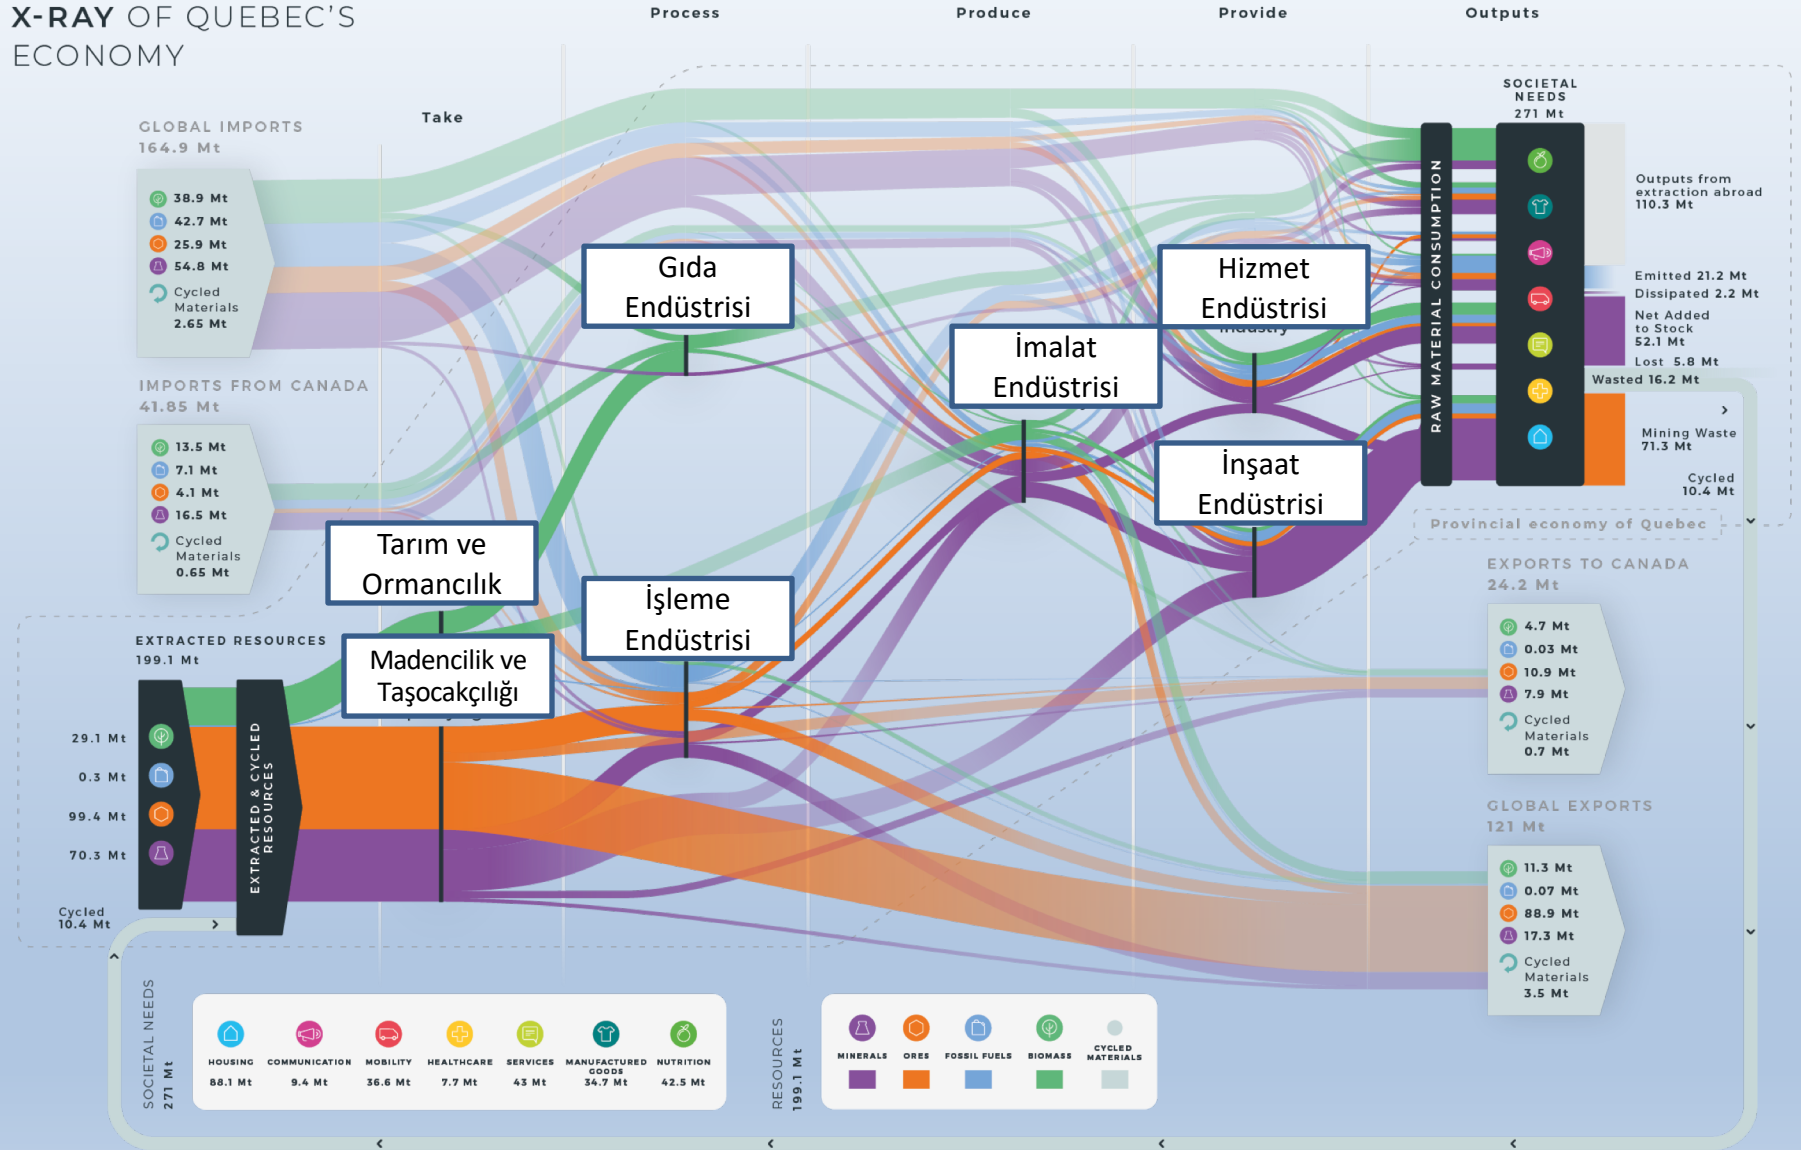 X-RAY OF QUEBEC'S
ECONOMY
Process
Produce
Provide
Outputs
Take
GLOBAL IMPORTS
164.9 Mt
38.9 Mt
42.7 Mt
25.9 Mt
54.8 Mt
Cycled
Materials
2.65 Mt
IMPORTS FROM CANADA
41.85 Mt
13.5 Mt
7.1 Mt
4.1 Mt
16.5 Mt
Cycled
Materials
0.65 Mt
EXTRACTED RESOURCES
199.1 Mt
29.1 Mt
0.3 Mt
99.4 Mt
70.3 Mt
Cycled
10.4 Mt
EXTRACTED & CYCLED
RESOURCES
Tarım ve
Ormancılık
Madencilik ve
Taşocakçılığı
Gıda
Endüstrisi
İşleme
Endüstrisi
İmalat
Endüstrisi
Hizmet
Endüstrisi
İnşaat
Endüstrisi
RAW MATERIAL CONSUMPTION
SOCIETAL
NEEDS
271 Mt
Outputs from
extraction abroad
110.3 Mt
Emitted 21.2 Mt
Dissipated 2.2 Mt
Net Added
to Stock
52.1 Mt
Lost 5.8 Mt
Wasted 16.2 Mt
Mining Waste
71.3 Mt
Cycled
10.4 Mt
Provincial economy of Quebec
EXPORTS TO CANADA
24.2 Mt
4.7 Mt
0.03 Mt
10.9 Mt
7.9 Mt
Cycled
Materials
0.7 Mt
GLOBAL EXPORTS
121 Mt
11.3 Mt
0.07 Mt
88.9 Mt
17.3 Mt
Cycled
Materials
3.5 Mt
SOCIETAL NEEDS
271 Mt
HOUSING
88.1 Mt
COMMUNICATION
9.4 Mt
MOBILITY
36.6 Mt
HEALTHCARE
7.7 Mt
SERVICES
43 Mt
MANUFACTURED
GOODS
34.7 Mt
NUTRITION
42.5 Mt
RESOURCES
199.1 Mt
MINERALS
ORES
FOSSIL FUELS
BIOMASS
CYCLED
MATERIALS